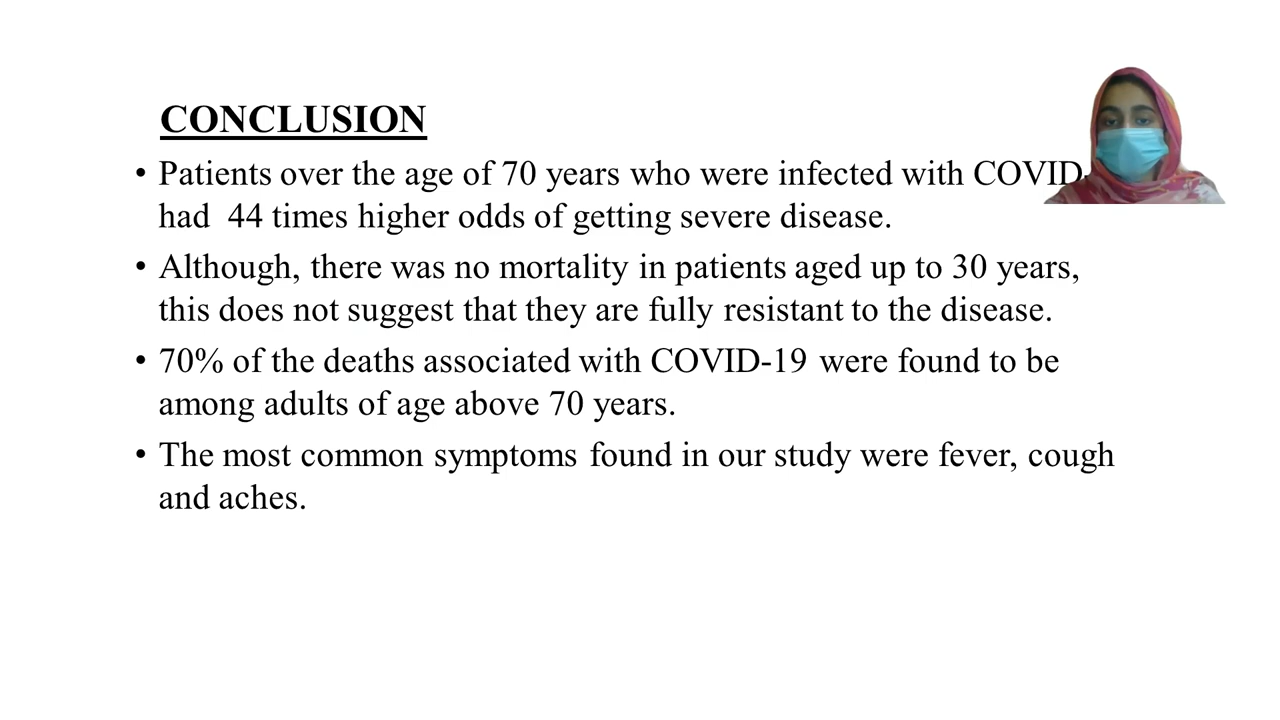 CONCLUSION
• Patients over the age of 70 years who were infected with COVID
had  44 times higher odds of getting severe disease.
• Although, there was no mortality in patients aged up to 30 years,
this does not suggest that they are fully resistant to the disease.
• 70% of the deaths associated with COVID-19 were found to be
among adults of age above 70 years.
• The most common symptoms found in our study were fever, cough
and aches.